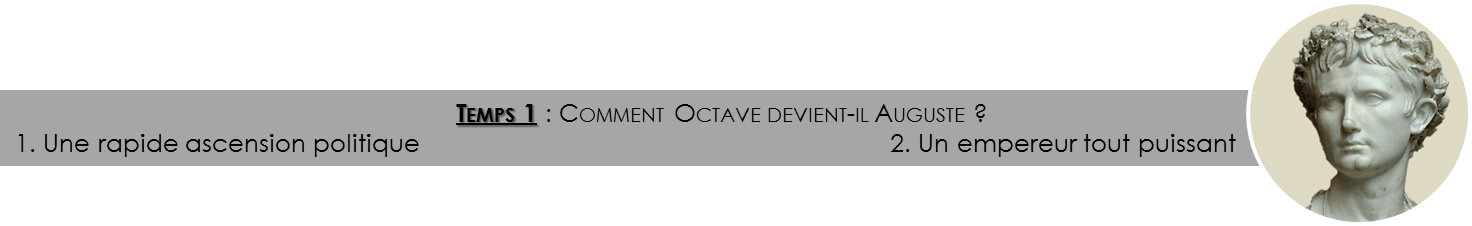 Temps 1 : Comment Octave devient-il Auguste ?
1. Une rapide ascension politique 2. Un empereur tout puissant